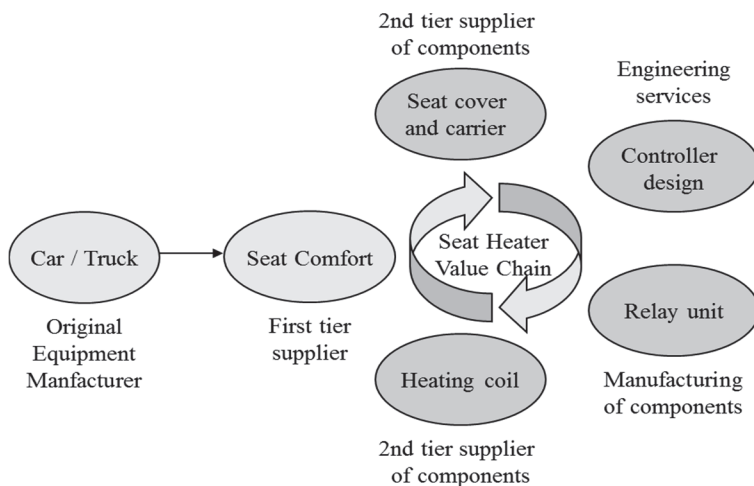 2nd tier supplier
of components
Seat cover
and carrier
Engineering
services
Controller
design
Car / Truck
Original
Equipment
Manfacturer
Seat Comfort
First tier
supplier
Seat Heater
Value Chain
Relay unit
Manufacturing
of components
Heating coil
2nd tier supplier
of components